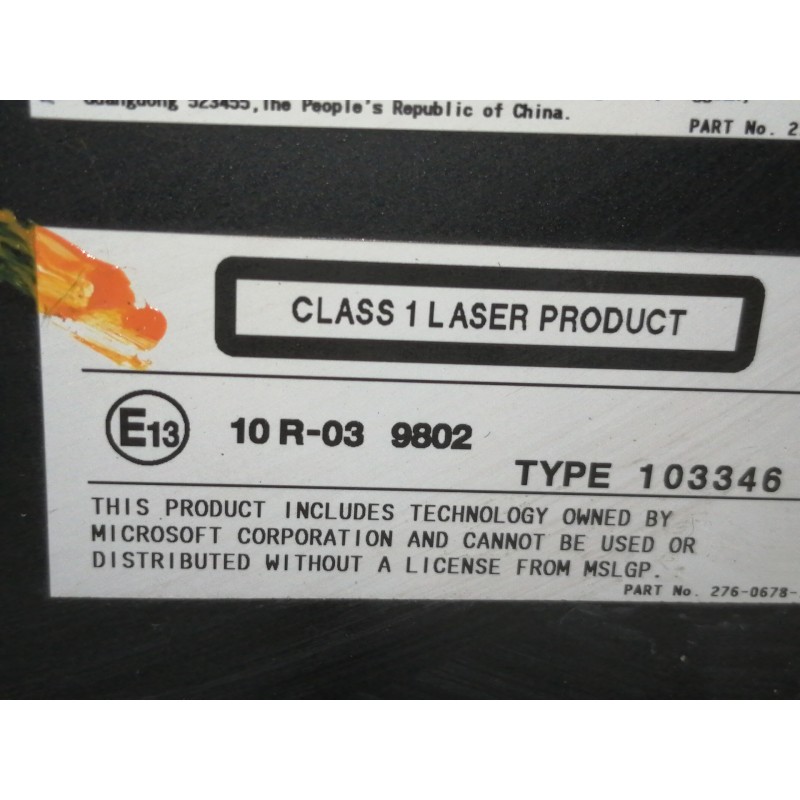 Guangdong 523455,The People's Republic of China.
PART No. 2
CLASS 1 LASER PRODUCT
E13 10 R-03 9802
TYPE 103346
THIS PRODUCT INCLUDES TECHNOLOGY OWNED BY
MICROSOFT CORPORATION AND CANNOT BE USED OR
DISTRIBUTED WITHOUT A LICENSE FROM MSLGP.
PART No. 276-0678-